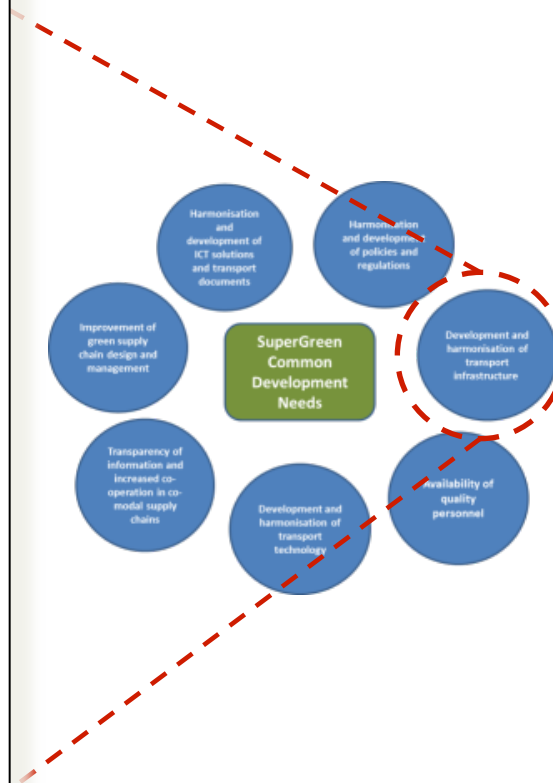 Harmonisation
and
development of
ICT solutions
and transport
documents
Harmonisation
and development
of policies and
regulations
Improvement of
green supply
chain design and
management
SuperGreen
Common
Development
Needs
Development and
harmonisation of
transport
infrastructure
Transparency of
information and
increased co-
operation in co-
modal supply
chains
Development and
harmonisation of
transport
technology
Availability of
quality
personnel